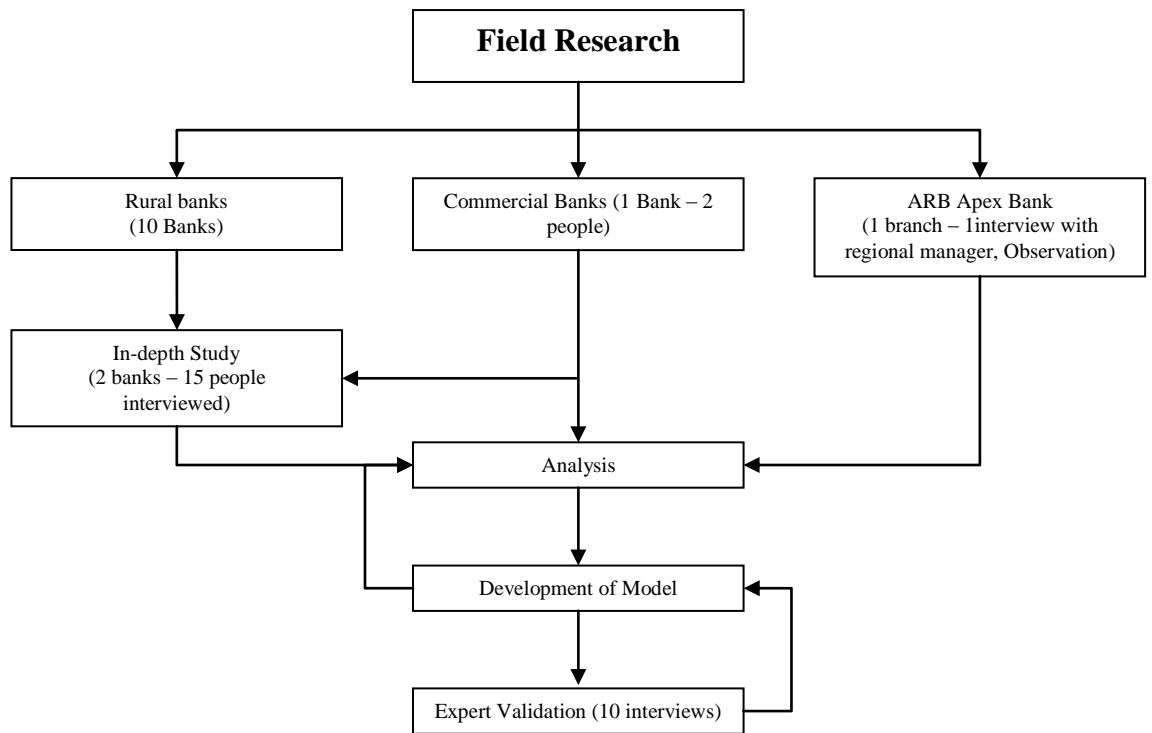 Field Research
Rural banks
(10 Banks)
Commercial Banks (1 Bank – 2
people)
ARB Apex Bank
(1 branch – 1interview with
regional manager, Observation)
In-depth Study
(2 banks – 15 people
interviewed)
Analysis
Development of Model
Expert Validation (10 interviews)